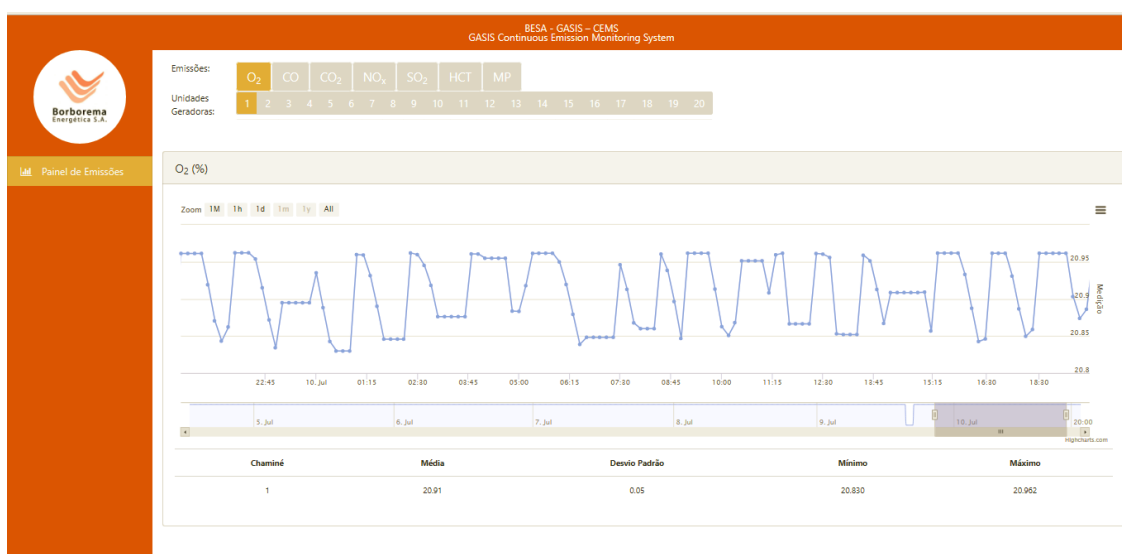 BESA - GASIS – CEMS
GASIS Continuous Emission Monitoring System
Borborema
Energética S.A.
Painel de Emissões
Emissões:
O₂ CO CO₂ NOₓ SO₂ HCT MP
Unidades
Geradoras:
1 2 3 4 5 6 7 8 9 10 11 12 13 14 15 16 17 18 19 20
O₂ (%)
Zoom 1M 1h 1d 1m 1y All
20.95
20.9
20.85
20.8
Medição
22:45 10. Jul 01:15 02:30 03:45 05:00 06:15 07:30 08:45 10:00 11:15 12:30 13:45 15:15 16:30 18:30
5. Jul 6. Jul 7. Jul 8. Jul 9. Jul 10. Jul 20:00
Highcharts.com
Chaminé Média Desvio Padrão Mínimo Máximo
1 20.91 0.05 20.830 20.962